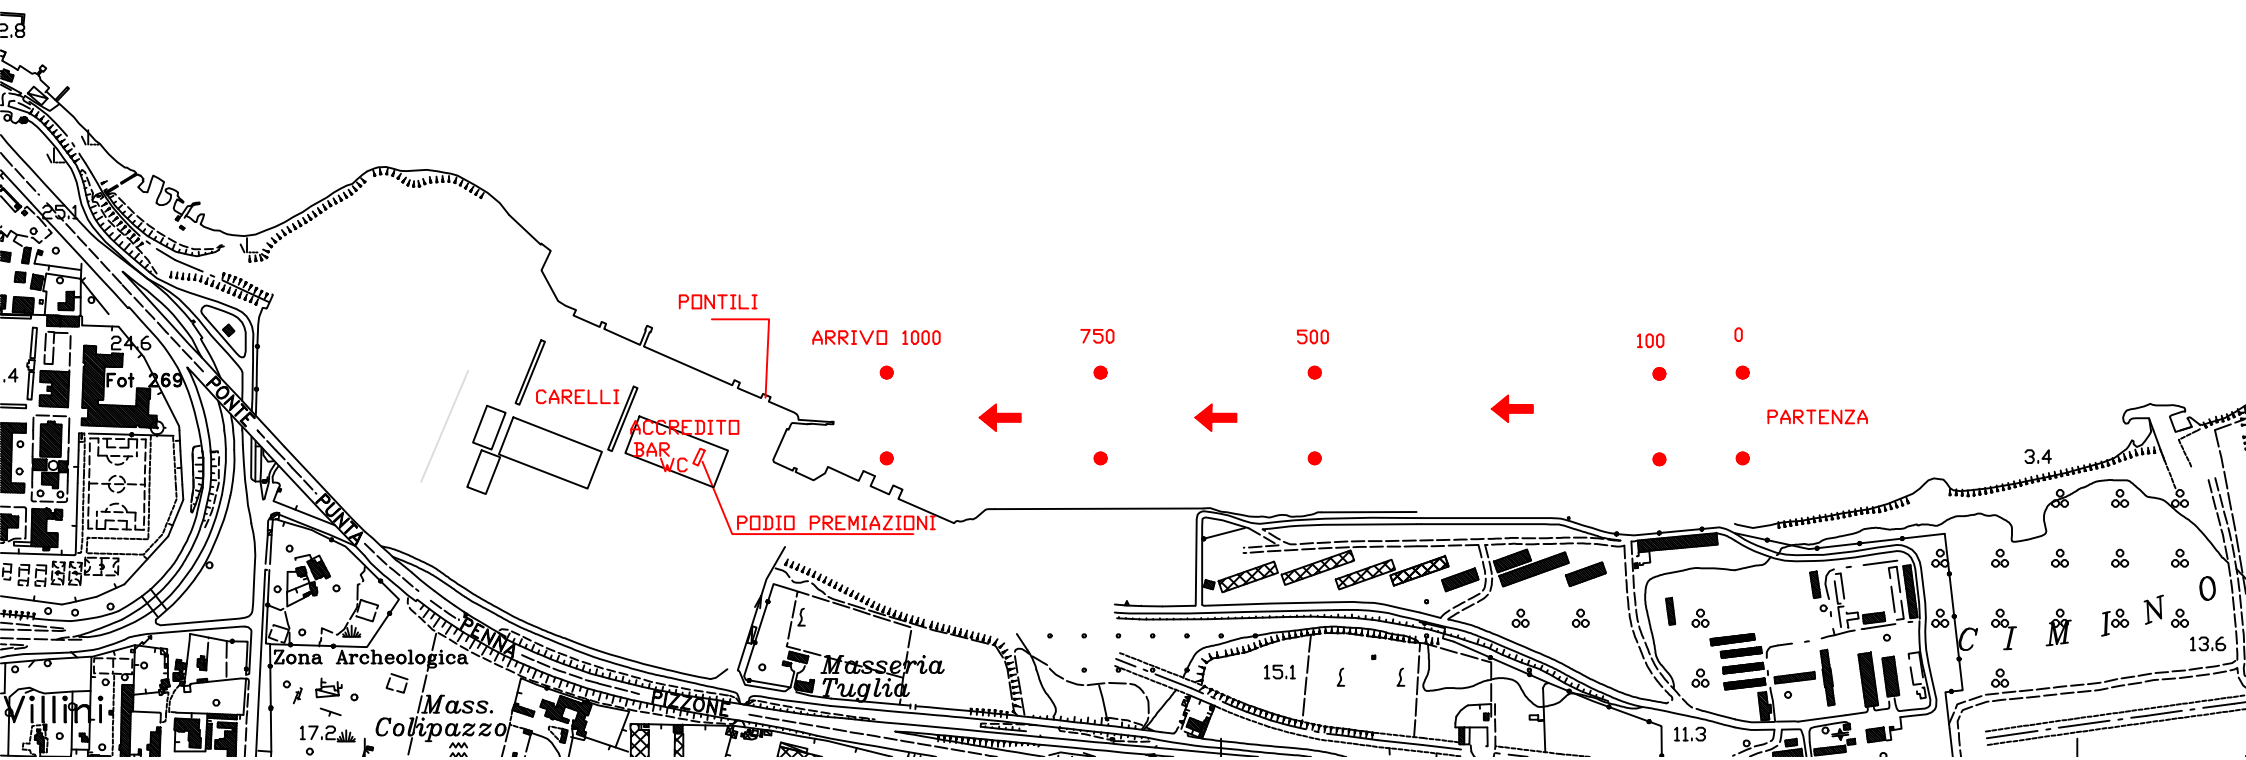 2.8
25.1
PONTILI
ARRIVO 1000
750
500
100
0
24.6
.4
Fot 269
PONTE
CARELLI
PARTENZA
ACCREDITO
BAR
WC
3.4
PUNTA
PODIO PREMIAZIONI
CIMINO
PENNA
13.6
Zona Archeologica
Masseria
Tuglia
15.1
PIZZONE
Villini
Mass.
Colipazzo
17.2
11.3